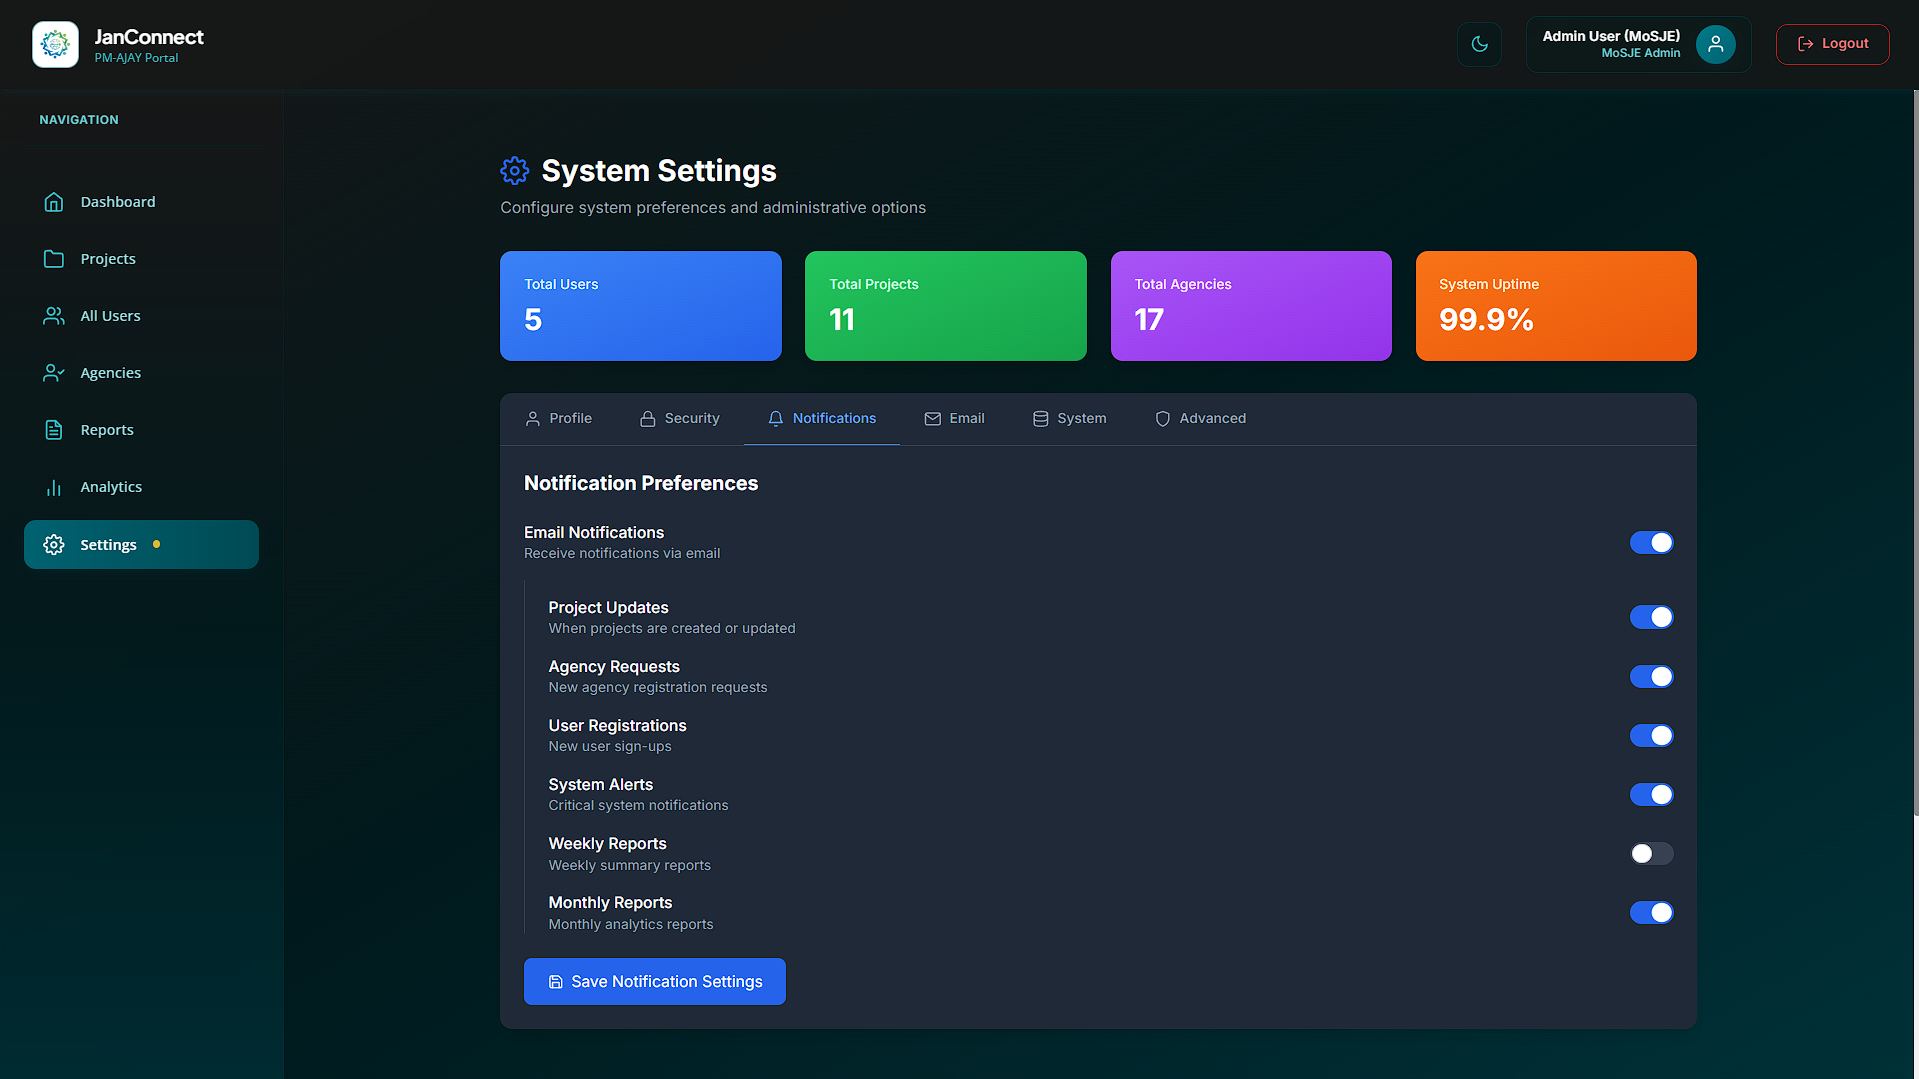 JanConnect
PM-AJAY Portal
Admin User (MoSJE)
MoSJE Admin
Logout
NAVIGATION
Dashboard
Projects
All Users
Agencies
Reports
Analytics
Settings
System Settings
Configure system preferences and administrative options
Total Users
5
Total Projects
11
Total Agencies
17
System Uptime
99.9%
Profile
Security
Notifications
Email
System
Advanced
Notification Preferences
Email Notifications
Receive notifications via email
Project Updates
When projects are created or updated
Agency Requests
New agency registration requests
User Registrations
New user sign-ups
System Alerts
Critical system notifications
Weekly Reports
Weekly summary reports
Monthly Reports
Monthly analytics reports
Save Notification Settings